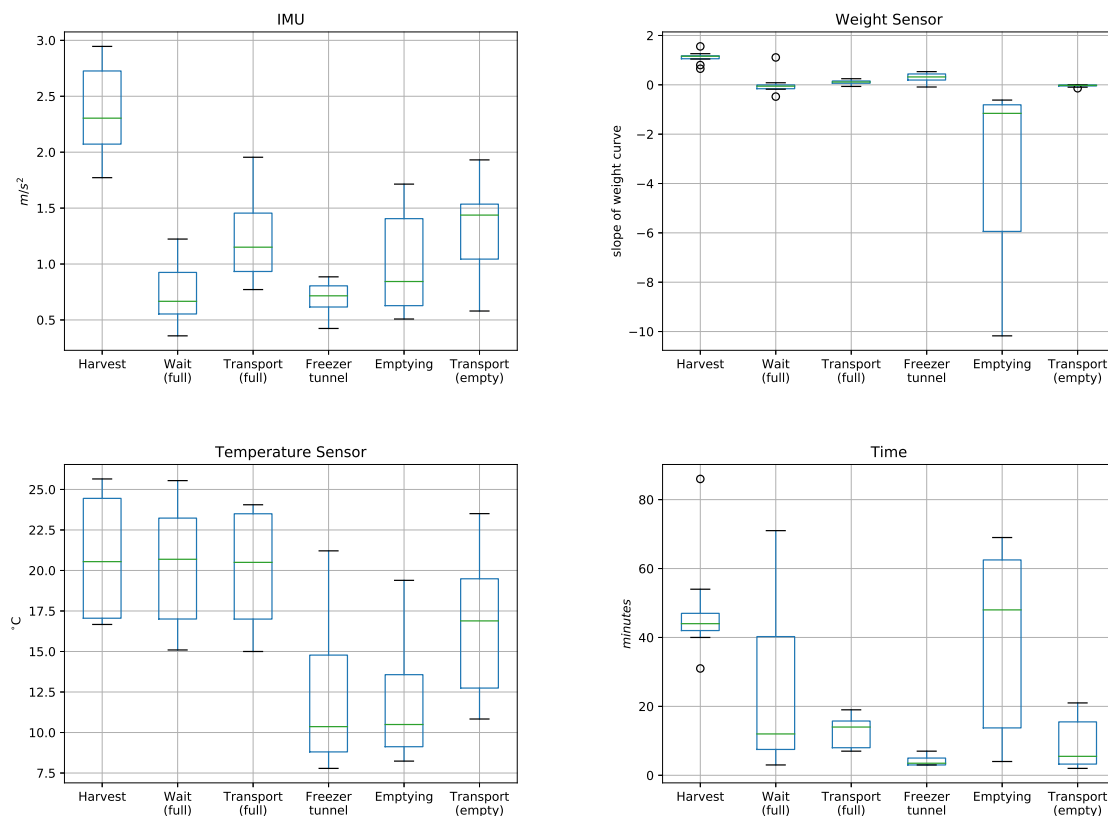 IMU
3.0
2.5
2.0
1.5
1.0
0.5
m/s²
Harvest
Wait
(full)
Transport
(full)
Freezer
tunnel
Emptying
Transport
(empty)
Weight Sensor
2
0
−2
−4
−6
−8
−10
slope of weight curve
Harvest
Wait
(full)
Transport
(full)
Freezer
tunnel
Emptying
Transport
(empty)
Temperature Sensor
25.0
22.5
20.0
17.5
15.0
12.5
10.0
7.5
°C
Harvest
Wait
(full)
Transport
(full)
Freezer
tunnel
Emptying
Transport
(empty)
Time
80
60
40
20
0
minutes
Harvest
Wait
(full)
Transport
(full)
Freezer
tunnel
Emptying
Transport
(empty)